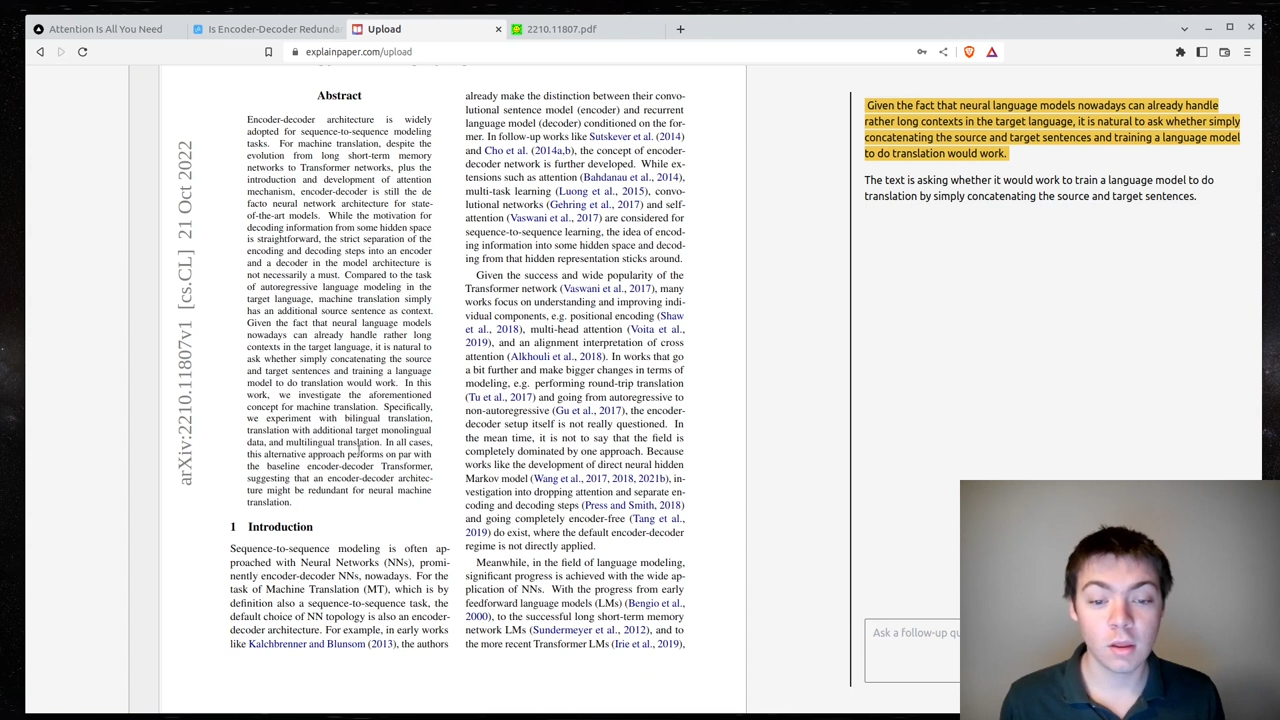 Attention Is All You Need
Is Encoder-Decoder Redunda
Upload
2210.11807.pdf
explainpaper.com/upload
arXiv:2210.11807v1 [cs.CL] 21 Oct 2022
Abstract
Encoder-decoder architecture is widely
adopted for sequence-to-sequence modeling
tasks. For machine translation, despite the
evolution from long short-term memory
networks to Transformer networks, plus the
introduction and development of attention
mechanism, encoder-decoder is still the de
facto neural network architecture for state-
of-the-art models. While the motivation for
decoding information from some hidden space
is straightforward, the strict separation of the
encoding and decoding steps into an encoder
and a decoder in the model architecture is
not necessarily a must. Compared to the task
of autoregressive language modeling in the
target language, machine translation simply
has an additional source sentence as context.
Given the fact that neural language models
nowadays can already handle rather long
contexts in the target language, it is natural to
ask whether simply concatenating the source
and target sentences and training a language
model to do translation would work. In this
work, we investigate the aforementioned
concept for machine translation. Specifically,
we experiment with bilingual translation,
translation with additional target monolingual
data, and multilingual translation. In all cases,
this alternative approach performs on par with
the baseline encoder-decoder Transformer,
suggesting that an encoder-decoder architec-
ture might be redundant for neural machine
translation.
1 Introduction
Sequence-to-sequence modeling is often ap-
proached with Neural Networks (NNs), promi-
nently encoder-decoder NNs, nowadays. For the
task of Machine Translation (MT), which is by
definition also a sequence-to-sequence task, the
default choice of NN topology is also an encoder-
decoder architecture. For example, in early works
like Kalchbrenner and Blunsom (2013), the authors
already make the distinction between their convo-
lutional sentence model (encoder) and recurrent
language model (decoder) conditioned on the for-
mer. In follow-up works like Sutskever et al. (2014)
and Cho et al. (2014a,b), the concept of encoder-
decoder network is further developed. While ex-
tensions such as attention (Bahdanau et al., 2014),
multi-task learning (Luong et al., 2015), convo-
lutional networks (Gehring et al., 2017) and self-
attention (Vaswani et al., 2017) are considered for
sequence-to-sequence learning, the idea of encod-
ing information into some hidden space and decod-
ing from that hidden representation sticks around.
Given the success and wide popularity of the
Transformer network (Vaswani et al., 2017), many
works focus on understanding and improving indi-
vidual components, e.g. positional encoding (Shaw
et al., 2018), multi-head attention (Voita et al.,
2019), and an alignment interpretation of cross
attention (Alkhouli et al., 2018). In works that go
a bit further and make bigger changes in terms of
modeling, e.g. performing round-trip translation
(Tu et al., 2017) and going from autoregressive to
non-autoregressive (Gu et al., 2017), the encoder-
decoder setup itself is not really questioned. In
the mean time, it is not to say that the field is
completely dominated by one approach. Because
works like the development of direct neural hidden
Markov model (Wang et al., 2017, 2018, 2021b), in-
vestigation into dropping attention and separate en-
coding and decoding steps (Press and Smith, 2018)
and going completely encoder-free (Tang et al.,
2019) do exist, where the default encoder-decoder
regime is not directly applied.
Meanwhile, in the field of language modeling,
significant progress is achieved with the wide ap-
plication of NNs. With the progress from early
feedforward language models (LMs) (Bengio et al.,
2000), to the successful long short-term memory
network LMs (Sundermeyer et al., 2012), and to
the more recent Transformer LMs (Irie et al., 2019),
Given the fact that neural language models nowadays can already handle
rather long contexts in the target language, it is natural to ask whether simply
concatenating the source and target sentences and training a language model
to do translation would work.
The text is asking whether it would work to train a language model to do
translation by simply concatenating the source and target sentences.
Ask a follow-up qu